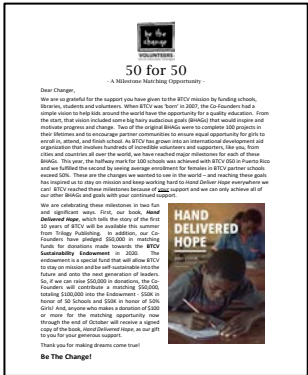 be the
change
VOLUNTEERS
50 for 50
- A Milestone Matching Opportunity -
Dear Changer,
We are so grateful for the support you have given to the BTCV mission by funding schools,
libraries, students and volunteers. When BTCV was 'born' in 2007, the Co-Founders had a
simple vision to help kids around the world have the opportunity for a quality education. From
the start, that vision included some big hairy audacious goals (BHAGs) that would inspire and
motivate progress and change. Two of the original BHAGs were to complete 100 projects in
their lifetimes and to encourage partner communities to ensure equal opportunity for girls to
enroll in, attend, and finish school. As BTCV has grown into an international development aid
organization that involves hundreds of incredible volunteers and supporters, like you, from
cities and countries all over the world, we have reached major milestones for each of these
BHAGs. This year, the halfway mark for 100 schools was achieved with BTCV 050 in Puerto Rico
and we fulfilled the second by seeing average enrollment for females in BTCV partner schools
exceed 50%. These are the changes we wanted to see in the world – and reaching these goals
has inspired us to stay on mission and keep working hard to Hand Deliver Hope everywhere we
can! BTCV reached these milestones because of your support and we can only achieve all of
our other BHAGs and goals with your continued support.
We are celebrating these milestones in two fun
and significant ways. First, our book, Hand
Delivered Hope, which tells the story of the first
10 years of BTCV will be available this summer
from Trilogy Publishing. In addition, our Co-
Founders have pledged $50,000 in matching
funds for donations made towards the BTCV
Sustainability Endowment in 2020. The
endowment is a special fund that will allow BTCV
to stay on mission and be self-sustainable into the
future and onto the next generation of leaders.
So, if we can raise $50,000 in donations, the Co-
Founders will contribute a matching $50,000,
totaling $100,000 into the Endowment - $50K in
honor of 50 Schools and $50K in honor of 50%
Girls! And, anyone who makes a donation of $100
or more for the matching opportunity now
through the end of October will receive a signed
copy of the book, Hand Delivered Hope, as our gift
to you for your generous support.
HAND
DELIVERED
HOPE
Thank you for making dreams come true!
Be The Change!